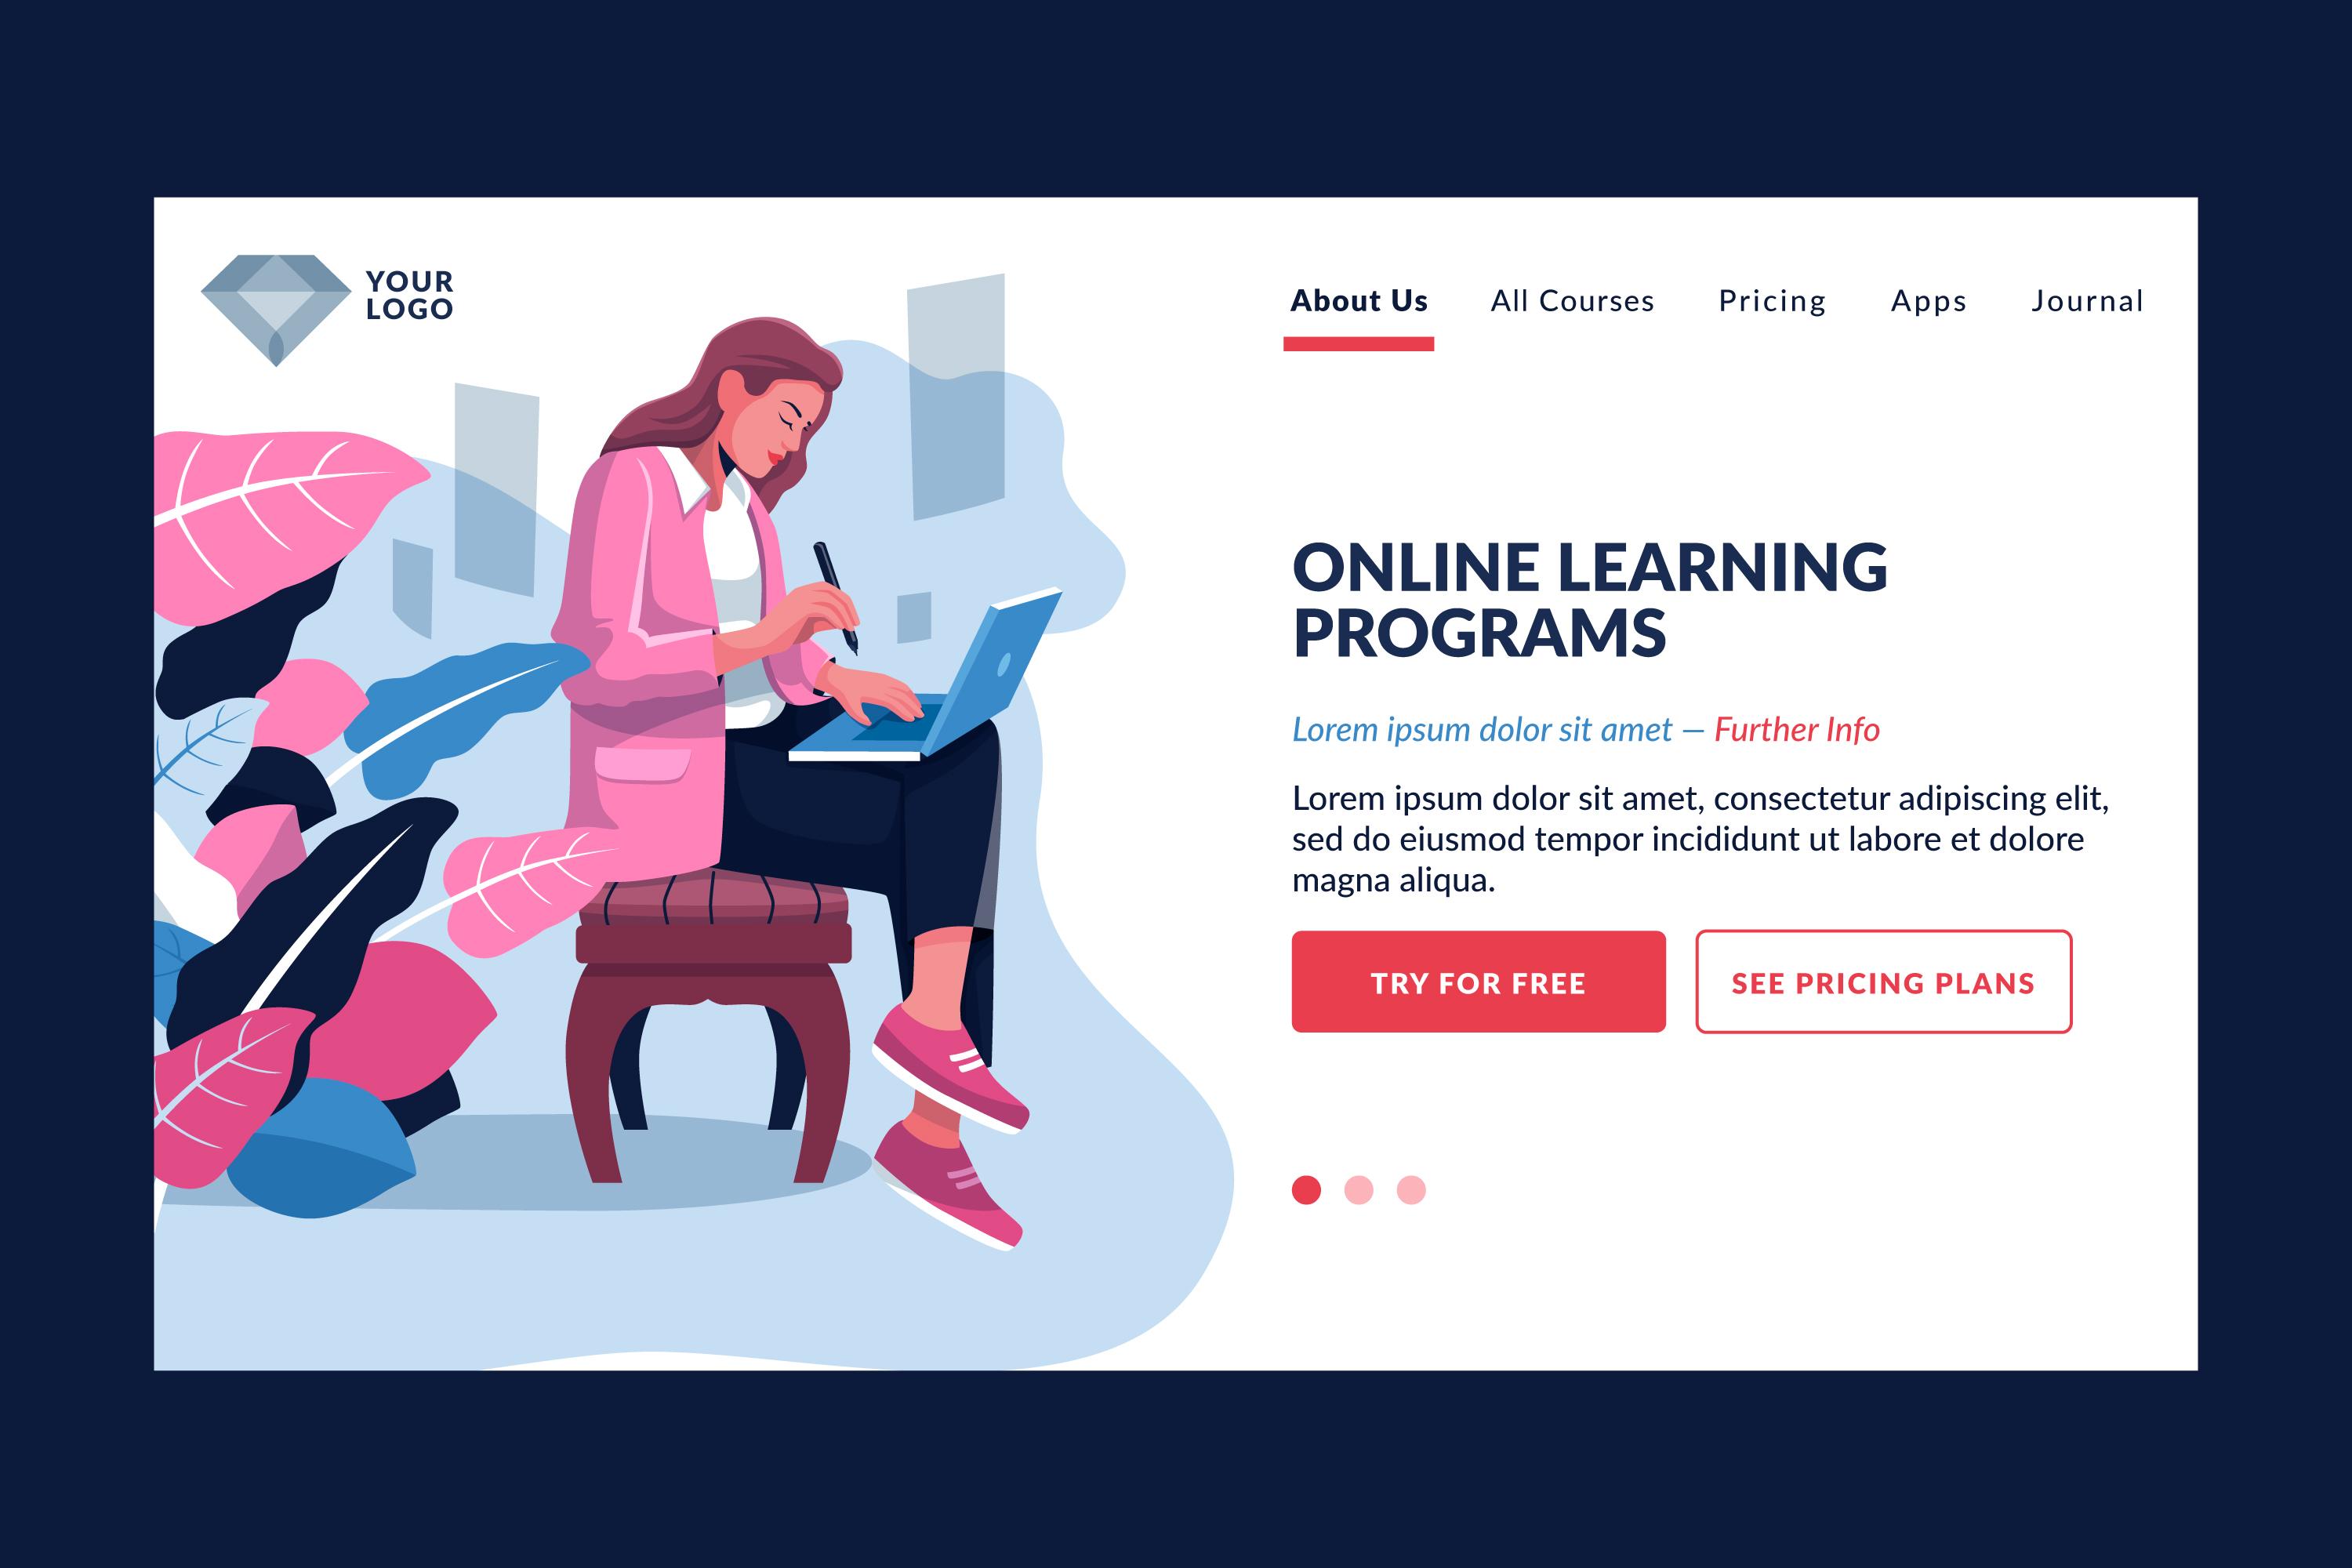 YOUR
LOGO
About Us All Courses Pricing Apps Journal
ONLINE LEARNING
PROGRAMS
Lorem ipsum dolor sit amet — Further Info
Lorem ipsum dolor sit amet, consectetur adipiscing elit,
sed do eiusmod tempor incididunt ut labore et dolore
magna aliqua.
TRY FOR FREE SEE PRICING PLANS